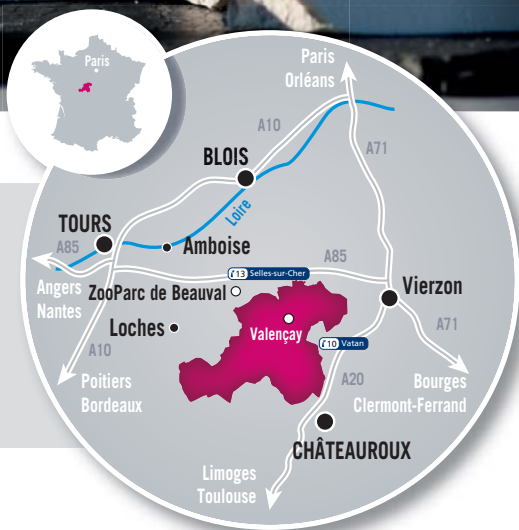 Paris
Paris
Orléans
A10
A71
BLOIS
Loire
TOURS
A85
Amboise
A85
13 Selles-sur-Cher
Angers
Nantes
ZooParc de Beauval
Vierzon
Loches
Valençay
10 Vatan
A71
A10
A20
Poitiers
Bordeaux
Bourges
Clermont-Ferrand
CHÂTEAUROUX
Limoges
Toulouse